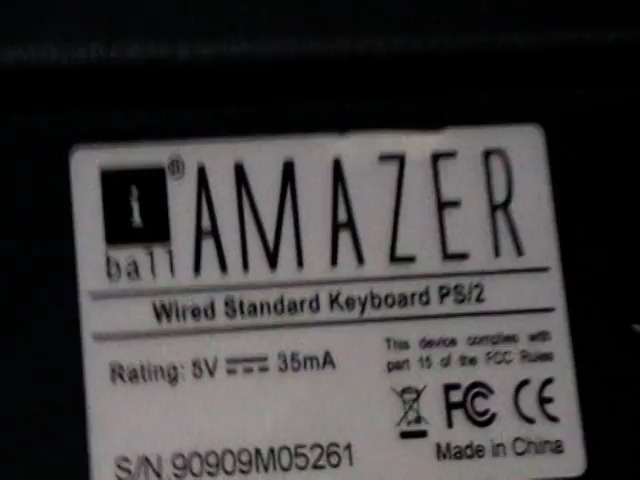 i ® AMAZER
ball
Wired Standard Keyboard PS/2
Rating: 5V 35mA
This device complies with
part 15 of the FCC Rules
FC CE
S/N 90909M05261
Made in China